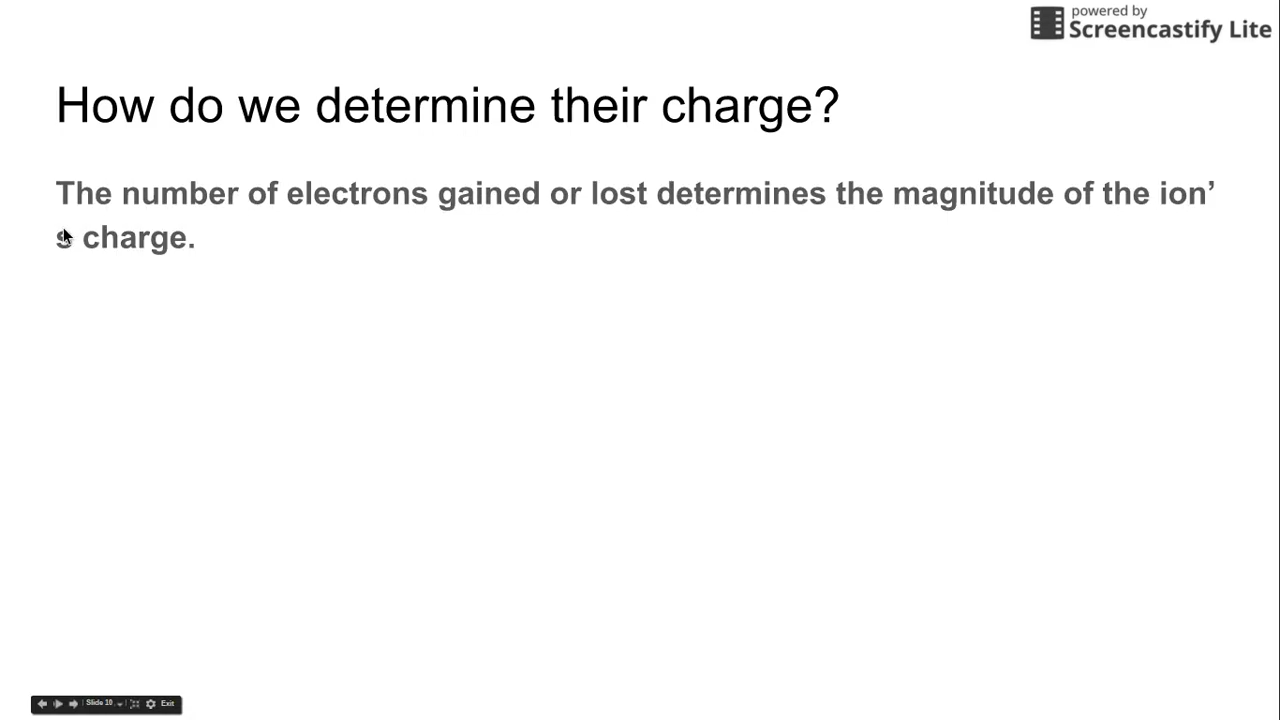 powered by
Screencastify Lite
How do we determine their charge?
The number of electrons gained or lost determines the magnitude of the ion’
s charge.
Slide 10
Exit